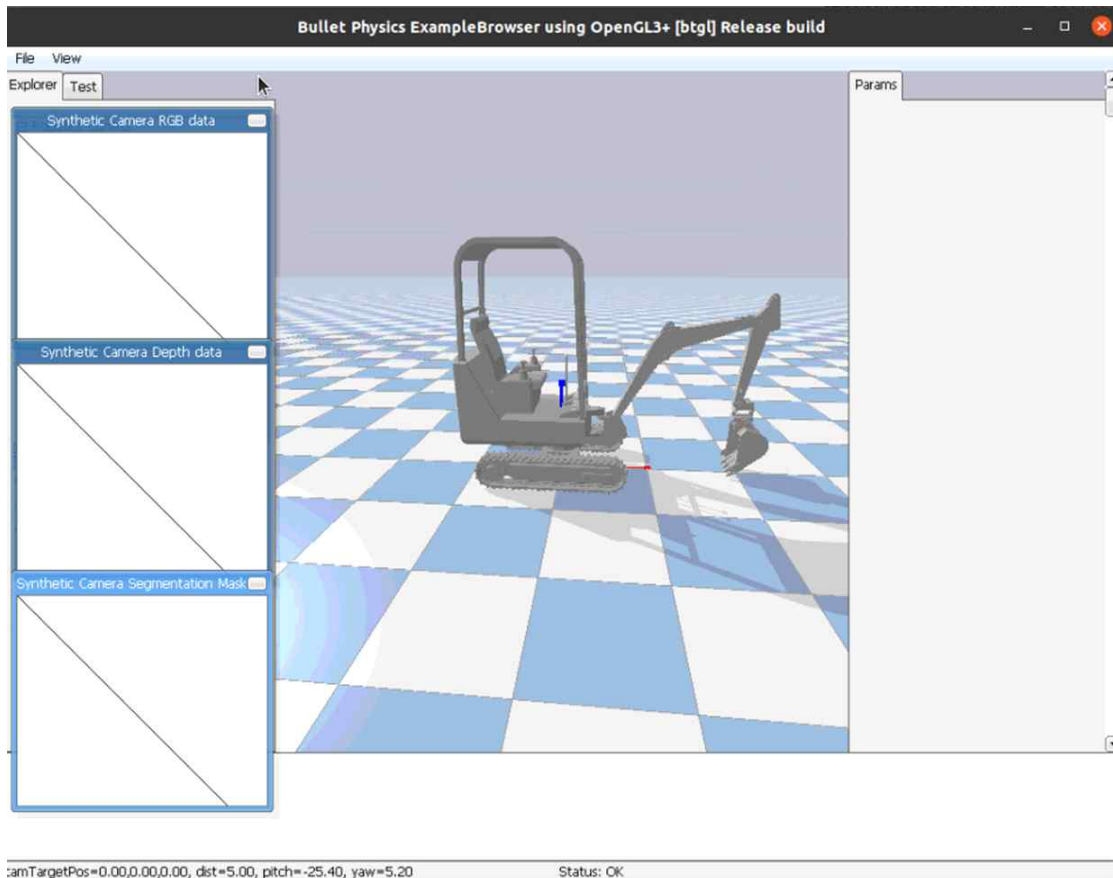 Bullet Physics ExampleBrowser using OpenGL3+ [btgl] Release build
File View
Explorer Test
Params
Synthetic Camera RGB data
Synthetic Camera Depth data
Synthetic Camera Segmentation Mask
camTargetPos=0.00,0.00,0.00, dist=5.00, pitch=-25.40, yaw=5.20 Status: OK